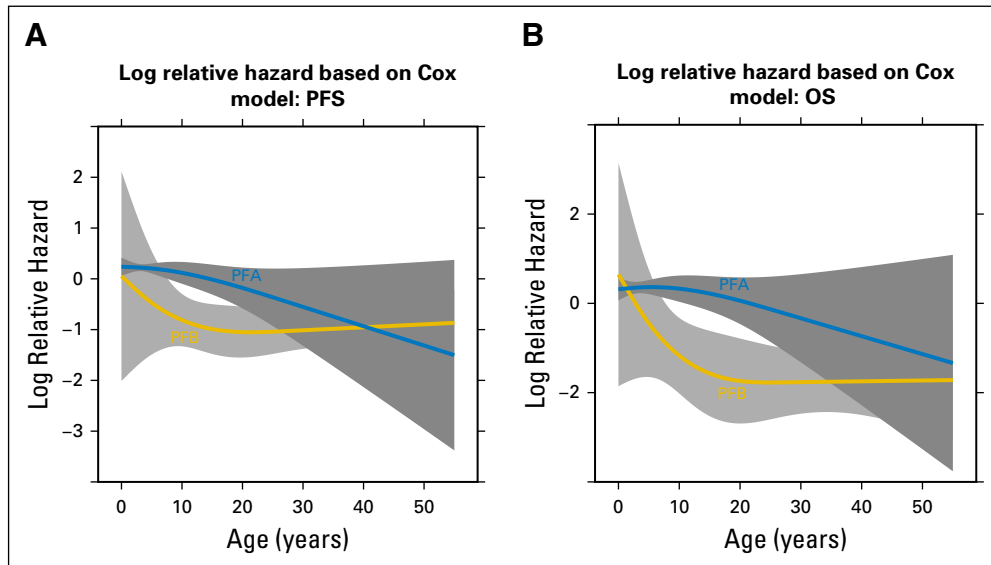 A
Log relative hazard based on Cox
model: PFS
Log Relative Hazard
2
1
0
−1
−2
−3
PFA
PFB
0 10 20 30 40 50
Age (years)
B
Log relative hazard based on Cox
model: OS
Log Relative Hazard
2
0
−2
PFA
PFB
0 10 20 30 40 50
Age (years)